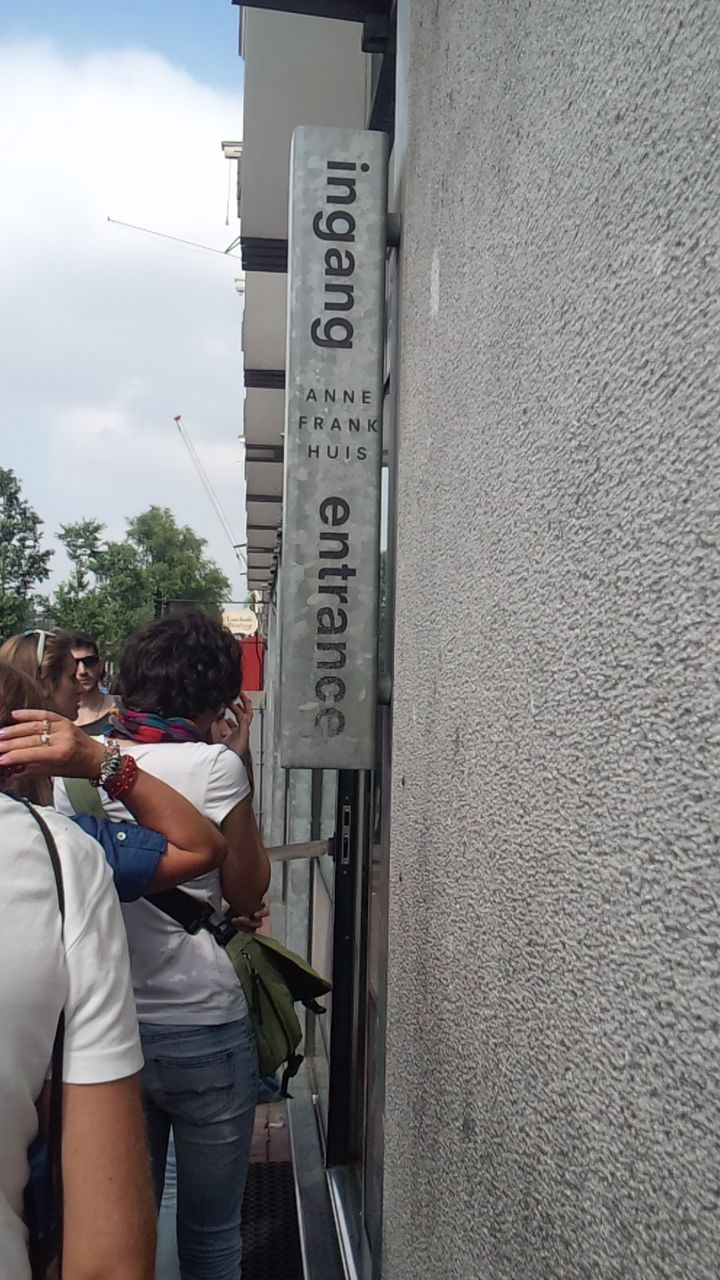 ingang
ANNE
FRANK
HUIS
entrance